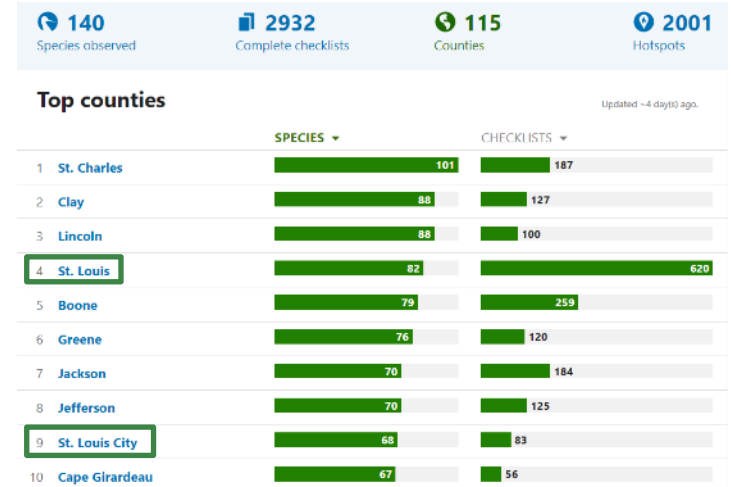 140 2932 115 2001
Species observed Complete checklists Counties Hotspots
Top counties
Updated ~4 day(s) ago.
SPECIES CHECKLISTS
1 St. Charles 101 187
2 Clay 88 127
3 Lincoln 88 100
4 St. Louis 82 620
5 Boone 79 259
6 Greene 76 120
7 Jackson 70 184
8 Jefferson 70 125
9 St. Louis City 68 83
10 Cape Girardeau 67 56